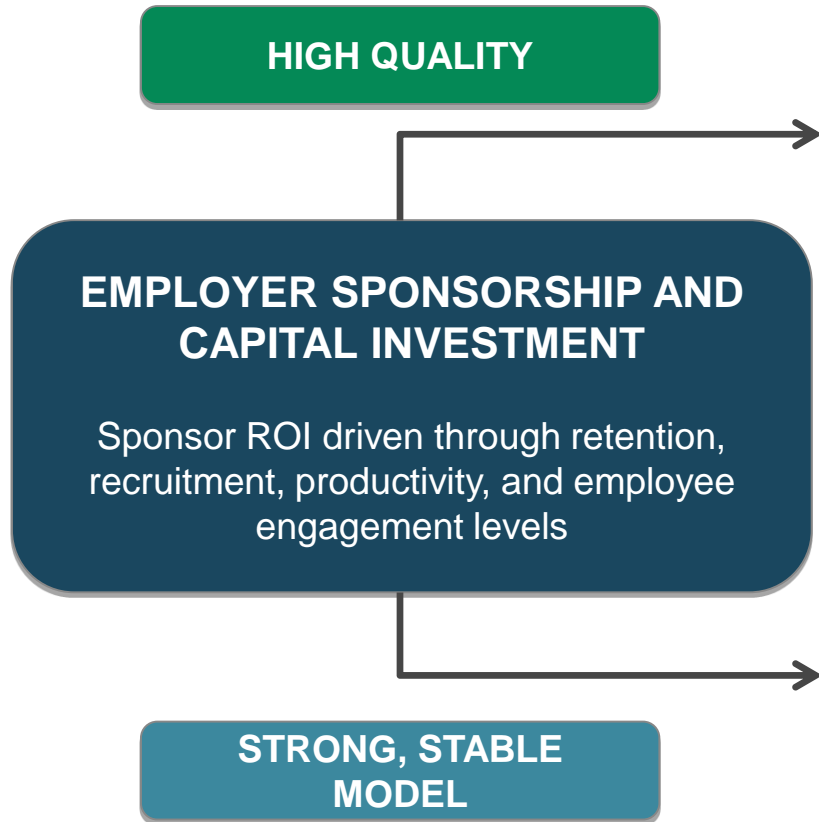 HIGH QUALITY
EMPLOYER SPONSORSHIP AND
CAPITAL INVESTMENT
Sponsor ROI driven through retention,
recruitment, productivity, and employee
engagement levels
STRONG, STABLE
MODEL